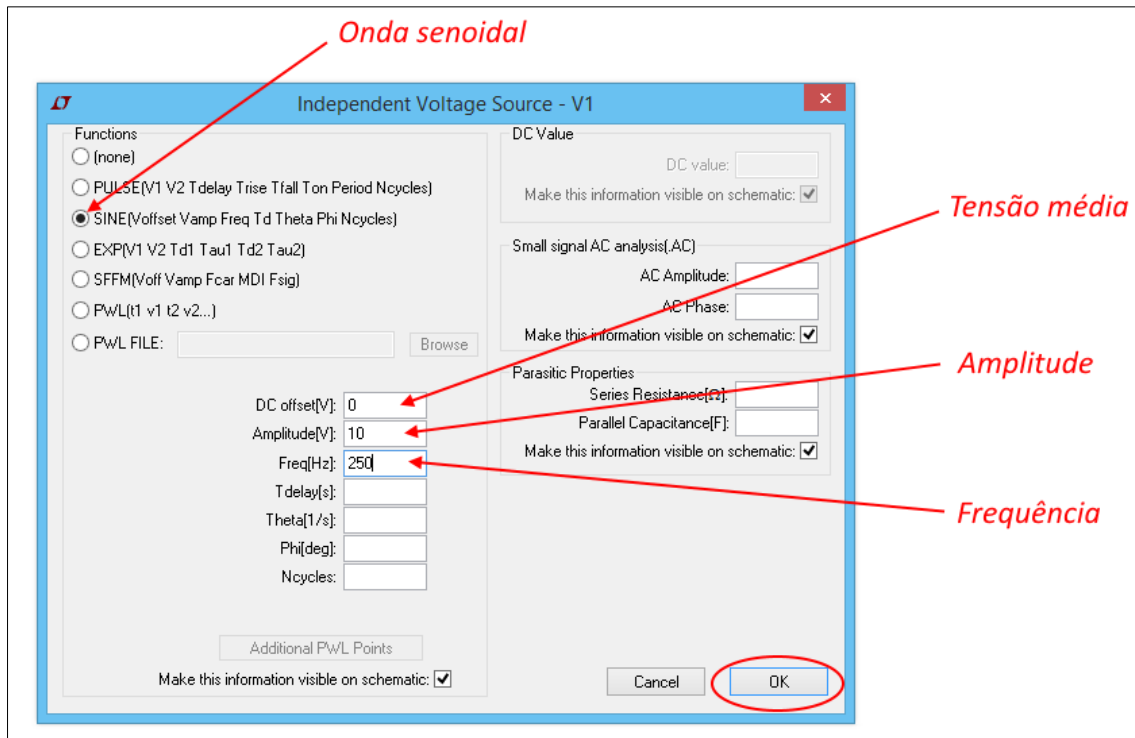 Onda senoidal
Independent Voltage Source - V1
Functions
(none)
PULSE(V1 V2 Tdelay Trise Tfall Ton Period Ncycles)
SINE(Voffset Vamp Freq Td Theta Phi Ncycles)
EXP(V1 V2 Td1 Tau1 Td2 Tau2)
SFFM(Voff Vamp Fcar MDI Fsig)
PWL(t1 v1 t2 v2...)
PWL FILE:
Browse
DC offset[V]: 0
Amplitude[V]: 10
Freq[Hz]: 250
Tdelay[s]:
Theta[1/s]:
Phi[deg]:
Ncycles:
Additional PWL Points
Make this information visible on schematic:
DC Value
DC value:
Make this information visible on schematic:
Small signal AC analysis(.AC)
AC Amplitude:
AC Phase:
Make this information visible on schematic:
Parasitic Properties
Series Resistance[Ω]:
Parallel Capacitance[F]:
Make this information visible on schematic:
Cancel
OK
Tensão média
Amplitude
Frequência